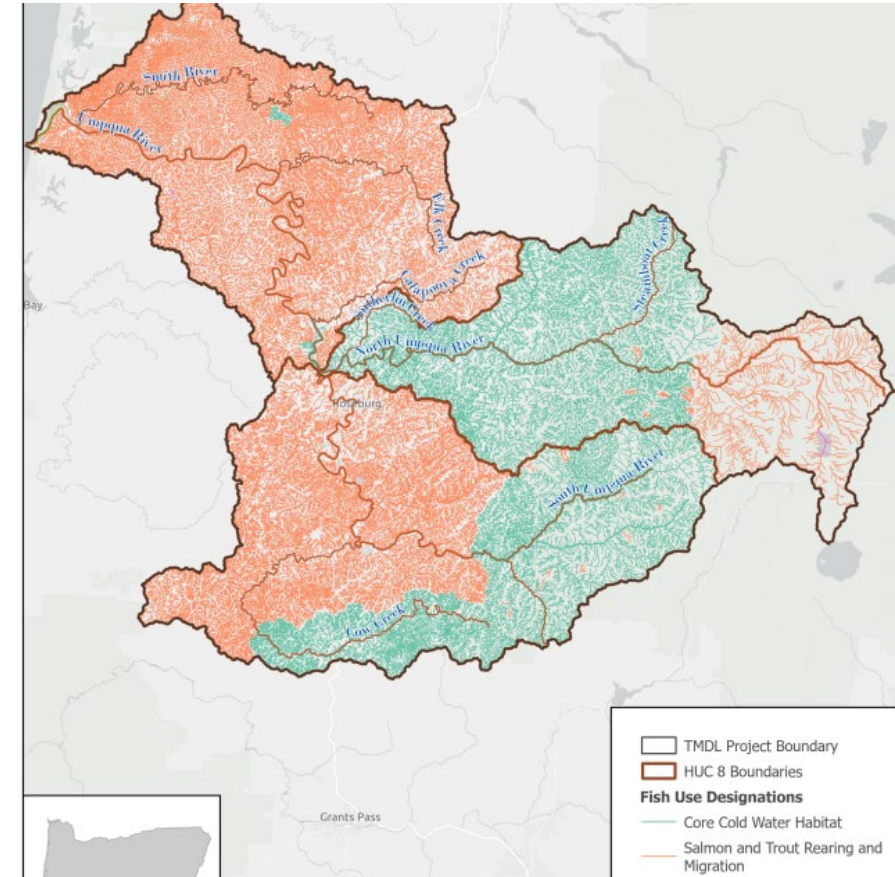 Smith River
Umpqua River
Elk Creek
Calapooya Creek
Steamboat Creek
Sutherlin Creek
North Umpqua River
Bay
Roseburg
South Umpqua River
Cow Creek
Grants Pass
TMDL Project Boundary
HUC 8 Boundaries
Fish Use Designations
Core Cold Water Habitat
Salmon and Trout Rearing and
Migration